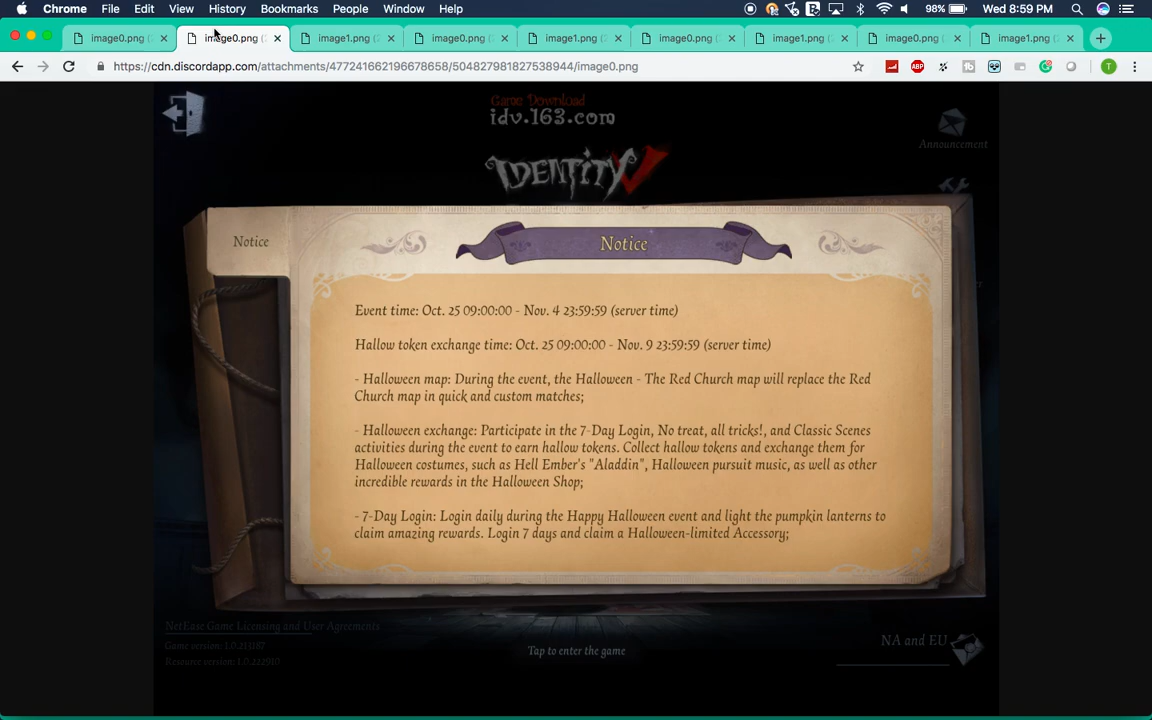 Chrome File Edit View History Bookmarks People Window Help 98% Wed 8:59 PM
image0.png image0.png image1.png image0.png image1.png image0.png image1.png image0.png image1.png
https://cdn.discordapp.com/attachments/477241662196678658/504827981827538944/image0.png
Game Download
idv.163.com
Announcement
IDENTITY V
Notice
Notice
Event time: Oct. 25 09:00:00 - Nov. 4 23:59:59 (server time)
Hallow token exchange time: Oct. 25 09:00:00 - Nov. 9 23:59:59 (server time)
- Halloween map: During the event, the Halloween - The Red Church map will replace the Red
Church map in quick and custom matches;
- Halloween exchange: Participate in the 7-Day Login, No treat, all tricks!, and Classic Scenes
activities during the event to earn hallow tokens. Collect hallow tokens and exchange them for
Halloween costumes, such as Hell Ember's "Aladdin", Halloween pursuit music, as well as other
incredible rewards in the Halloween Shop;
- 7-Day Login: Login daily during the Happy Halloween event and light the pumpkin lanterns to
claim amazing rewards. Login 7 days and claim a Halloween-limited Accessory;
NetEase Game Licensing and User Agreements
NA and EU
Tap to enter the game